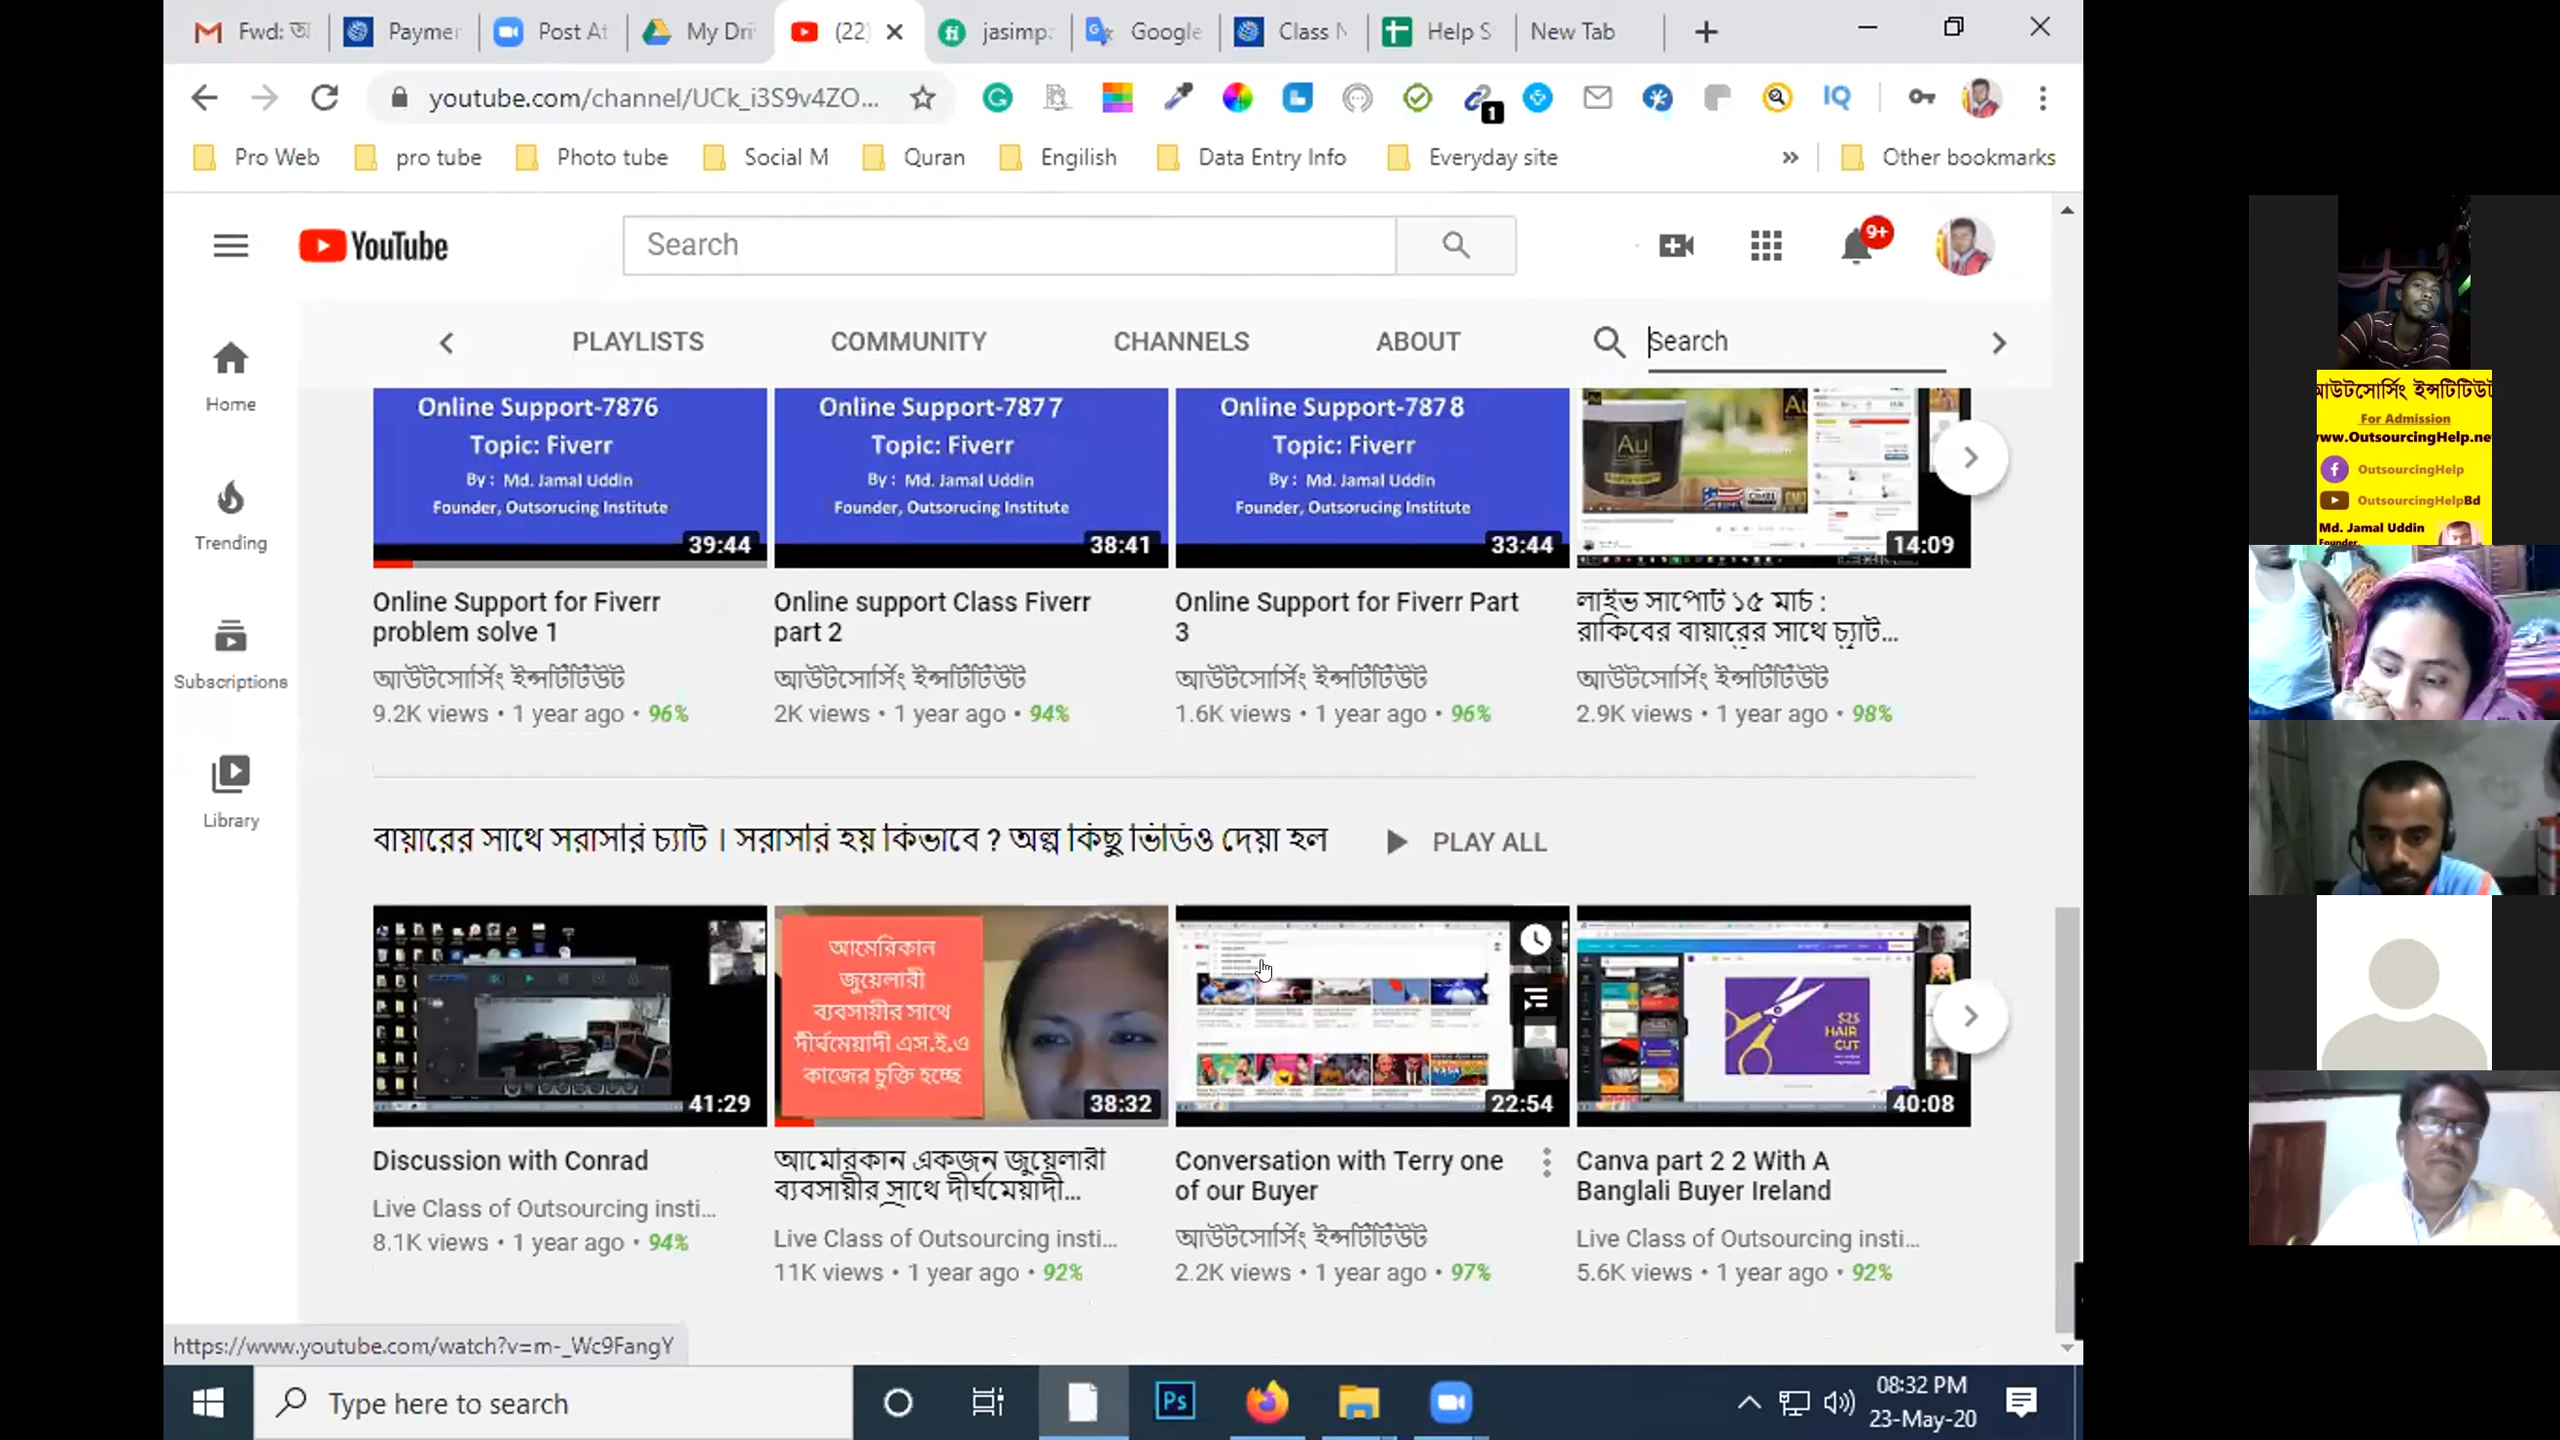 Fwd: অ
Paymer
Post At
My Dri
(22)
jasimpa
Google
Class N
Help S
New Tab
youtube.com/channel/UCk_i3S9v4ZO...
1
IQ
Pro Web
pro tube
Photo tube
Social M
Quran
Engilish
Data Entry Info
Everyday site
Other bookmarks
YouTube
Search
9+
PLAYLISTS
COMMUNITY
CHANNELS
ABOUT
Search
Home
Trending
Subscriptions
Library
Online Support-7876
Topic: Fiverr
By : Md. Jamal Uddin
Founder, Outsorucing Institute
39:44
Online Support-7877
Topic: Fiverr
By : Md. Jamal Uddin
Founder, Outsorucing Institute
38:41
Online Support-7878
Topic: Fiverr
By : Md. Jamal Uddin
Founder, Outsorucing Institute
33:44
Au
14:09
Online Support for Fiverr
problem solve 1
আউটসোর্সিং ইন্সটিটিউট
9.2K views • 1 year ago • 96%
Online support Class Fiverr
part 2
আউটসোর্সিং ইন্সটিটিউট
2K views • 1 year ago • 94%
Online Support for Fiverr Part
3
আউটসোর্সিং ইন্সটিটিউট
1.6K views • 1 year ago • 96%
লাইভ সাপোর্ট ১৫ মার্চ :
রাকিবের বায়ারের সাথে চ্যাট...
আউটসোর্সিং ইন্সটিটিউট
2.9K views • 1 year ago • 98%
বায়ারের সাথে সরাসরি চ্যাট । সরাসরি হয় কিভাবে ? অল্প কিছু ভিডিও দেয়া হল
PLAY ALL
41:29
আমেরিকান
জুয়েলারী
ব্যবসায়ীর সাথে
দীর্ঘমেয়াদী এস.ই.ও
কাজের চুক্তি হচ্ছে
38:32
22:54
$25
HAIR
CUT
40:08
Discussion with Conrad
Live Class of Outsourcing insti...
8.1K views • 1 year ago • 94%
আমেরিকান একজন জুয়েলারী
ব্যবসায়ীর সাথে দীর্ঘমেয়াদী...
Live Class of Outsourcing insti...
11K views • 1 year ago • 92%
Conversation with Terry one
of our Buyer
আউটসোর্সিং ইন্সটিটিউট
2.2K views • 1 year ago • 97%
Canva part 2 2 With A
Banglali Buyer Ireland
Live Class of Outsourcing insti...
5.6K views • 1 year ago • 92%
https://www.youtube.com/watch?v=m-_Wc9FangY
Type here to search
Ps
08:32 PM
23-May-20
আউটসোর্সিং ইন্সটিটিউট
For Admission
www.OutsourcingHelp.ne
OutsourcingHelp
OutsourcingHelpBd
Md. Jamal Uddin
Founder